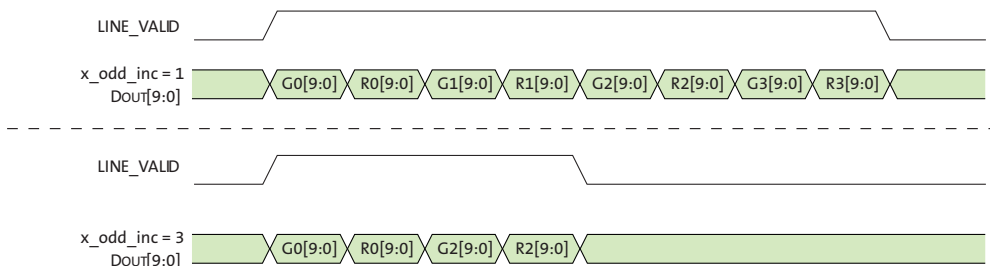 LINE_VALID
x_odd_inc = 1
DOUT[9:0]
G0[9:0] R0[9:0] G1[9:0] R1[9:0] G2[9:0] R2[9:0] G3[9:0] R3[9:0]
LINE_VALID
x_odd_inc = 3
DOUT[9:0]
G0[9:0] R0[9:0] G2[9:0] R2[9:0]